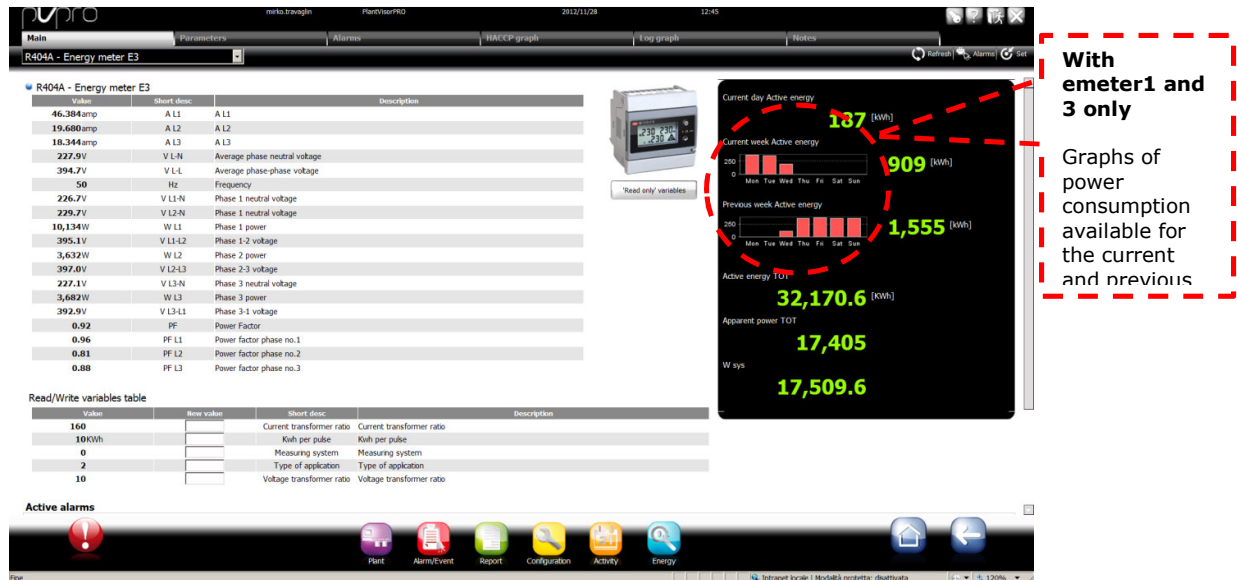 pvpro mirko.travaglin PlantVisorPRO 2012/11/28 12:45
Main Parameters Alarms HACCP graph Log graph Notes
R404A - Energy meter E3 Refresh Alarms Set
R404A - Energy meter E3
Value Short desc Description
46.384amp A L1 A L1
19.680amp A L2 A L2
18.344amp A L3 A L3
227.9V V L-N Average phase neutral voltage
394.7V V L-L Average phase-phase voltage
50 Hz Frequency
226.7V V L1-N Phase 1 neutral voltage
229.7V V L2-N Phase 2 neutral voltage
10,134W W L1 Phase 1 power
395.1V V L1-L2 Phase 1-2 voltage
3,632W W L2 Phase 2 power
397.0V V L2-L3 Phase 2-3 voltage
227.1V V L3-N Phase 3 neutral voltage
3,682W W L3 Phase 3 power
392.9V V L3-L1 Phase 3-1 voltage
0.92 PF Power Factor
0.96 PF L1 Power factor phase no.1
0.81 PF L2 Power factor phase no.2
0.88 PF L3 Power factor phase no.3
'Read only' variables
Current day Active energy
187 [kWh]
Current week Active energy
250
0
Mon Tue Wed Thu Fri Sat Sun
909 [kWh]
Previous week Active energy
250
0
Mon Tue Wed Thu Fri Sat Sun
1,555 [kWh]
Active energy TOT
32,170.6 [KWh]
Apparent power TOT
17,405
W sys
17,509.6
Read/Write variables table
Value New value Short desc Description
160 Current transformer ratio Current transformer ratio
10KWh Kwh per pulse Kwh per pulse
0 Measuring system Measuring system
2 Type of application Type of application
10 Voltage transformer ratio Voltage transformer ratio
Active alarms
Plant Alarm/Event Report Configuration Activity Energy
Fine Intranet locale | Modalità protetta: disattivata 120%
With
emeter1 and
3 only
Graphs of
power
consumption
available for
the current
and previous